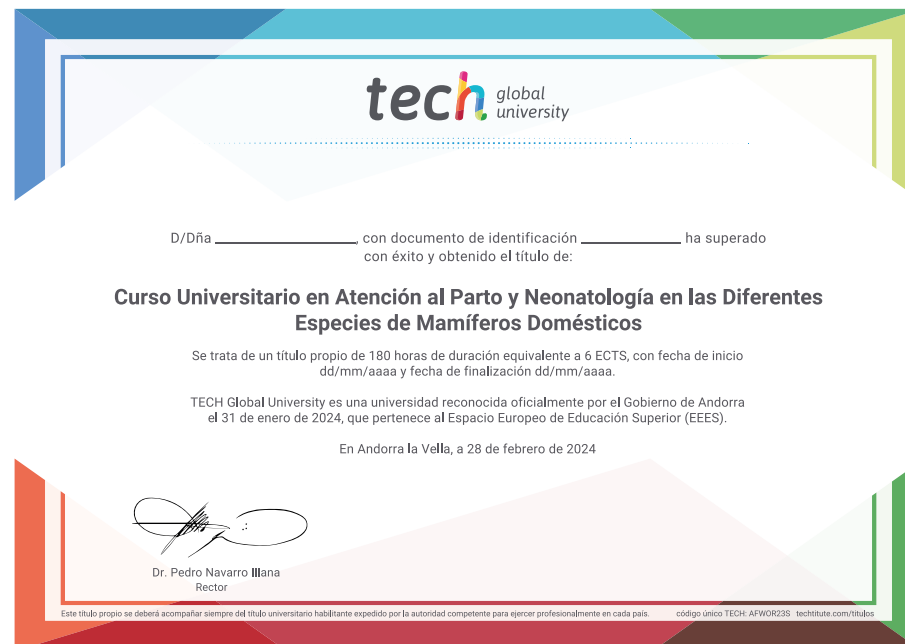 tech global
university
D/Dña ____________________, con documento de identificación ______________ ha superado
con éxito y obtenido el título de:
Curso Universitario en Atención al Parto y Neonatología en las Diferentes
Especies de Mamíferos Domésticos
Se trata de un título propio de 180 horas de duración equivalente a 6 ECTS, con fecha de inicio
dd/mm/aaaa y fecha de finalización dd/mm/aaaa.
TECH Global University es una universidad reconocida oficialmente por el Gobierno de Andorra
el 31 de enero de 2024, que pertenece al Espacio Europeo de Educación Superior (EEES).
En Andorra la Vella, a 28 de febrero de 2024
Dr. Pedro Navarro Illana
Rector
Este título propio se deberá acompañar siempre del título universitario habilitante expedido por la autoridad competente para ejercer profesionalmente en cada país. código único TECH: AFWOR23S techtitute.com/titulos